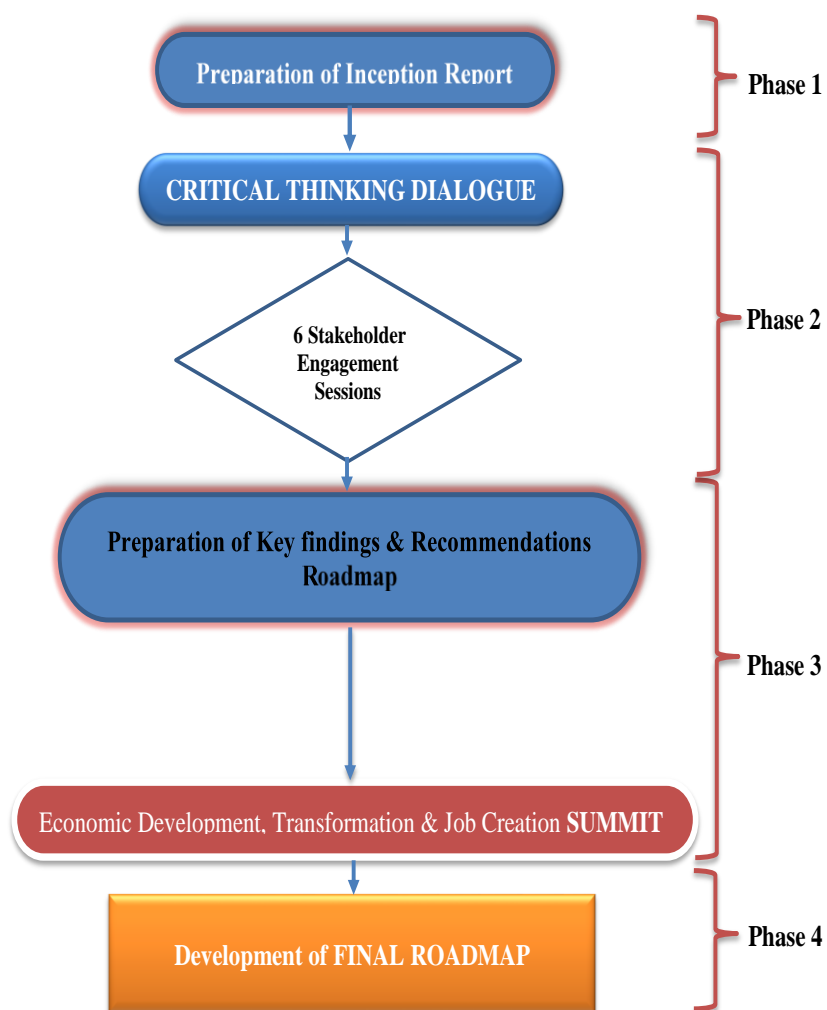 Preparation of Inception Report
Phase 1
CRITICAL THINKING DIALOGUE
6 Stakeholder
Engagement
Sessions
Phase 2
Preparation of Key findings & Recommendations
Roadmap
Phase 3
Economic Development, Transformation & Job Creation SUMMIT
Development of FINAL ROADMAP
Phase 4